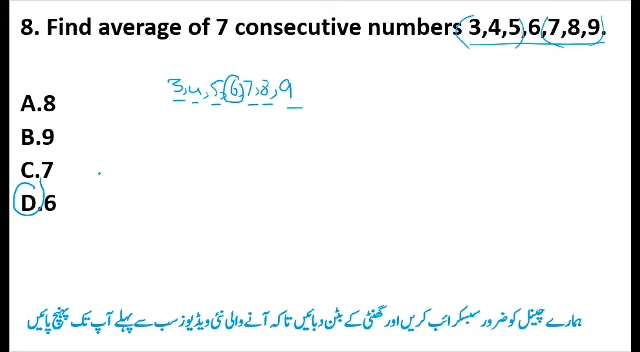 8. Find average of 7 consecutive numbers 3,4,5,6,7,8,9.
3,4,5,6,7,8,9
A.8
B.9
C.7
D.6
ہمارے چینل کو ضرور سبسکرائب کریں اور گھنٹی کے بٹن دبائیں تاکہ آنے والی نئی ویڈیوز سب سے پہلے آپ تک پہنچ پائیں